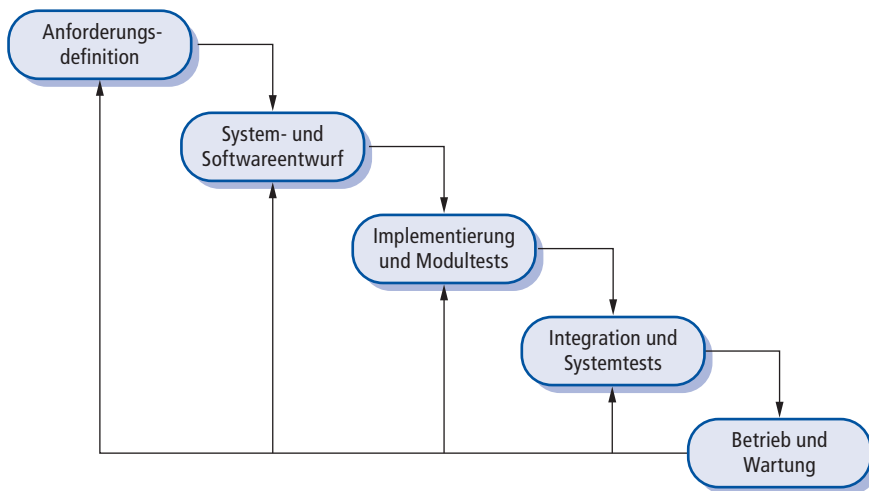 Anforderungs-
definition
System- und
Softwareentwurf
Implementierung
und Modultests
Integration und
Systemtests
Betrieb und
Wartung